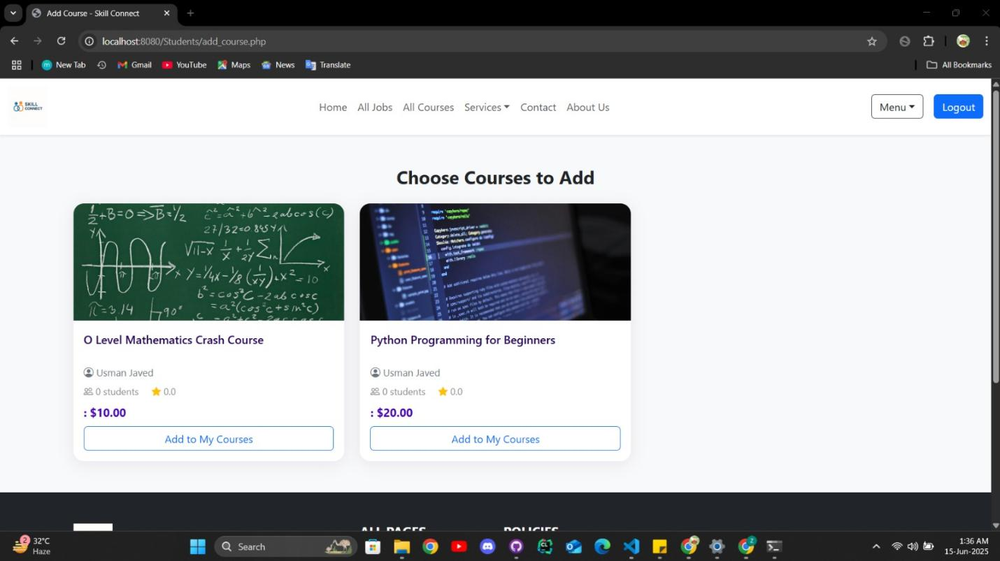 Add Course - Skill Connect
localhost:8080/Students/add_course.php
New Tab
Gmail
YouTube
Maps
News
Translate
All Bookmarks
SKILL
CONNECT
Home
All Jobs
All Courses
Services
Contact
About Us
Menu
Logout
Choose Courses to Add
O Level Mathematics Crash Course
Usman Javed
0 students
0.0
: $10.00
Add to My Courses
Python Programming for Beginners
Usman Javed
0 students
0.0
: $20.00
Add to My Courses
ALL PAGES
POLICIES
2
32°C
Haze
Search
1:36 AM
15-Jun-2025